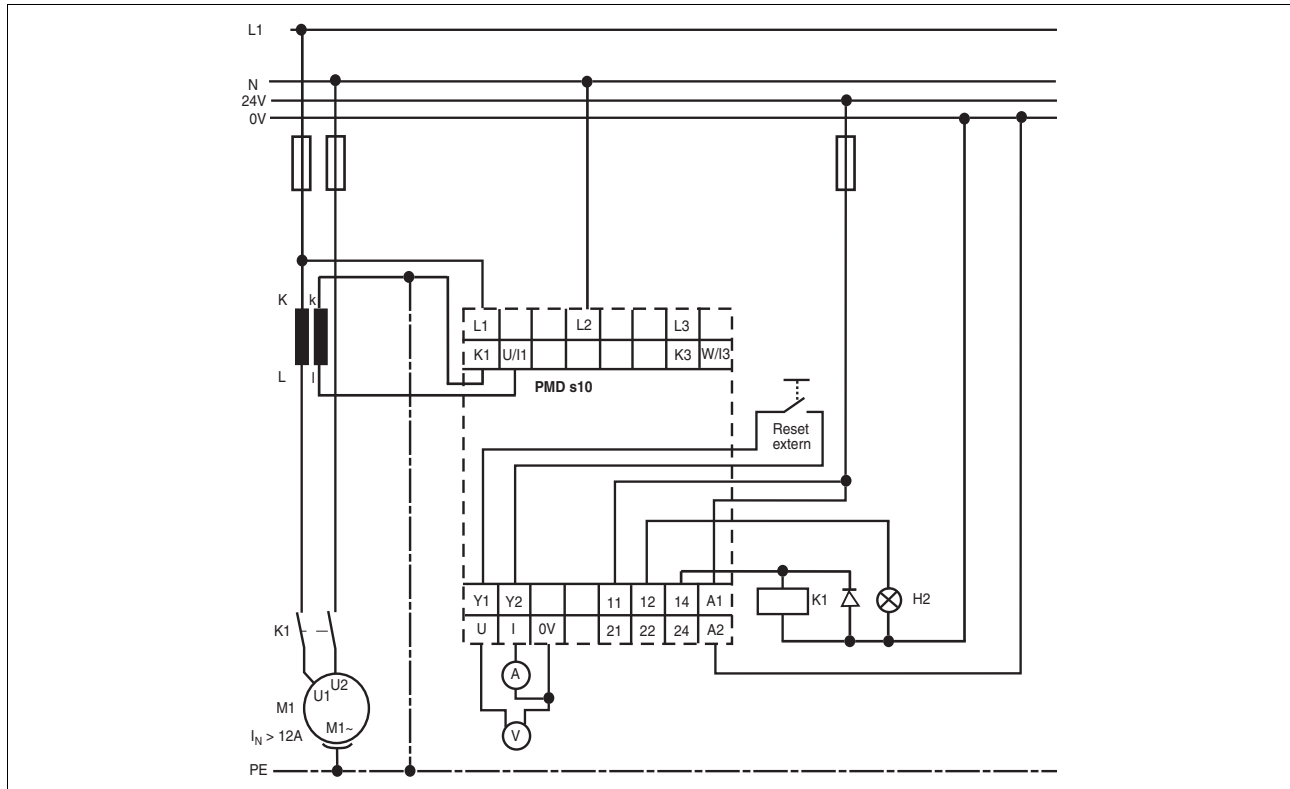 L1
N
24V
0V
K k
L l
L1 L2 L3
K1 U/I1 K3 W/I3
PMD s10
Reset
extern
Y1 Y2 11 12 14 A1
U I 0V 21 22 24 A2
K1 H2
K1
A
V
U1 U2
M1
M1~
IN > 12A
PE